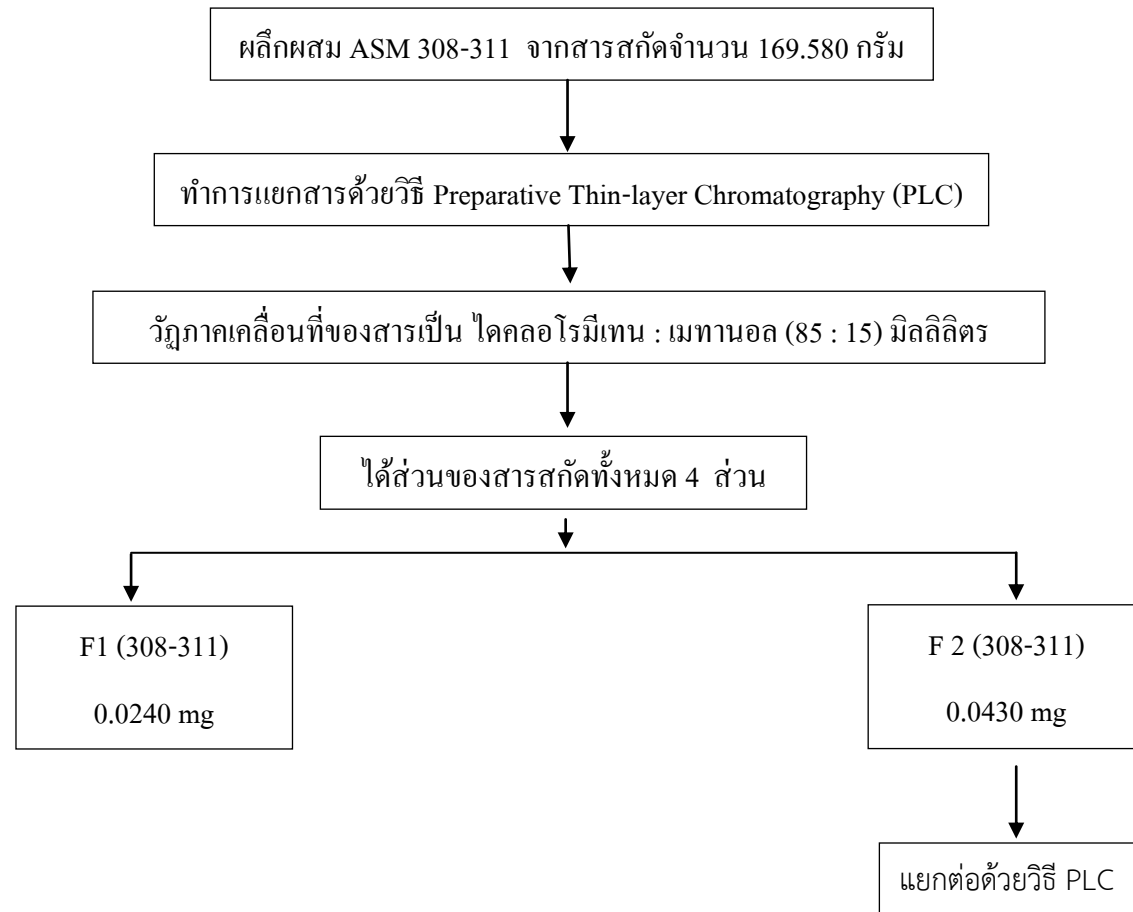 ผลึกผสม ASM 308-311 จากสารสกัดจำนวน 169.580 กรัม
ทำการแยกสารด้วยวิธี Preparative Thin-layer Chromatography (PLC)
วัฏภาคเคลื่อนที่ของสารเป็น ไดคลอโรมีเทน : เมทานอล (85 : 15) มิลลิลิตร
ได้ส่วนของสารสกัดทั้งหมด 4 ส่วน
F1 (308-311)
0.0240 mg
F 2 (308-311)
0.0430 mg
แยกต่อด้วยวิธี PLC